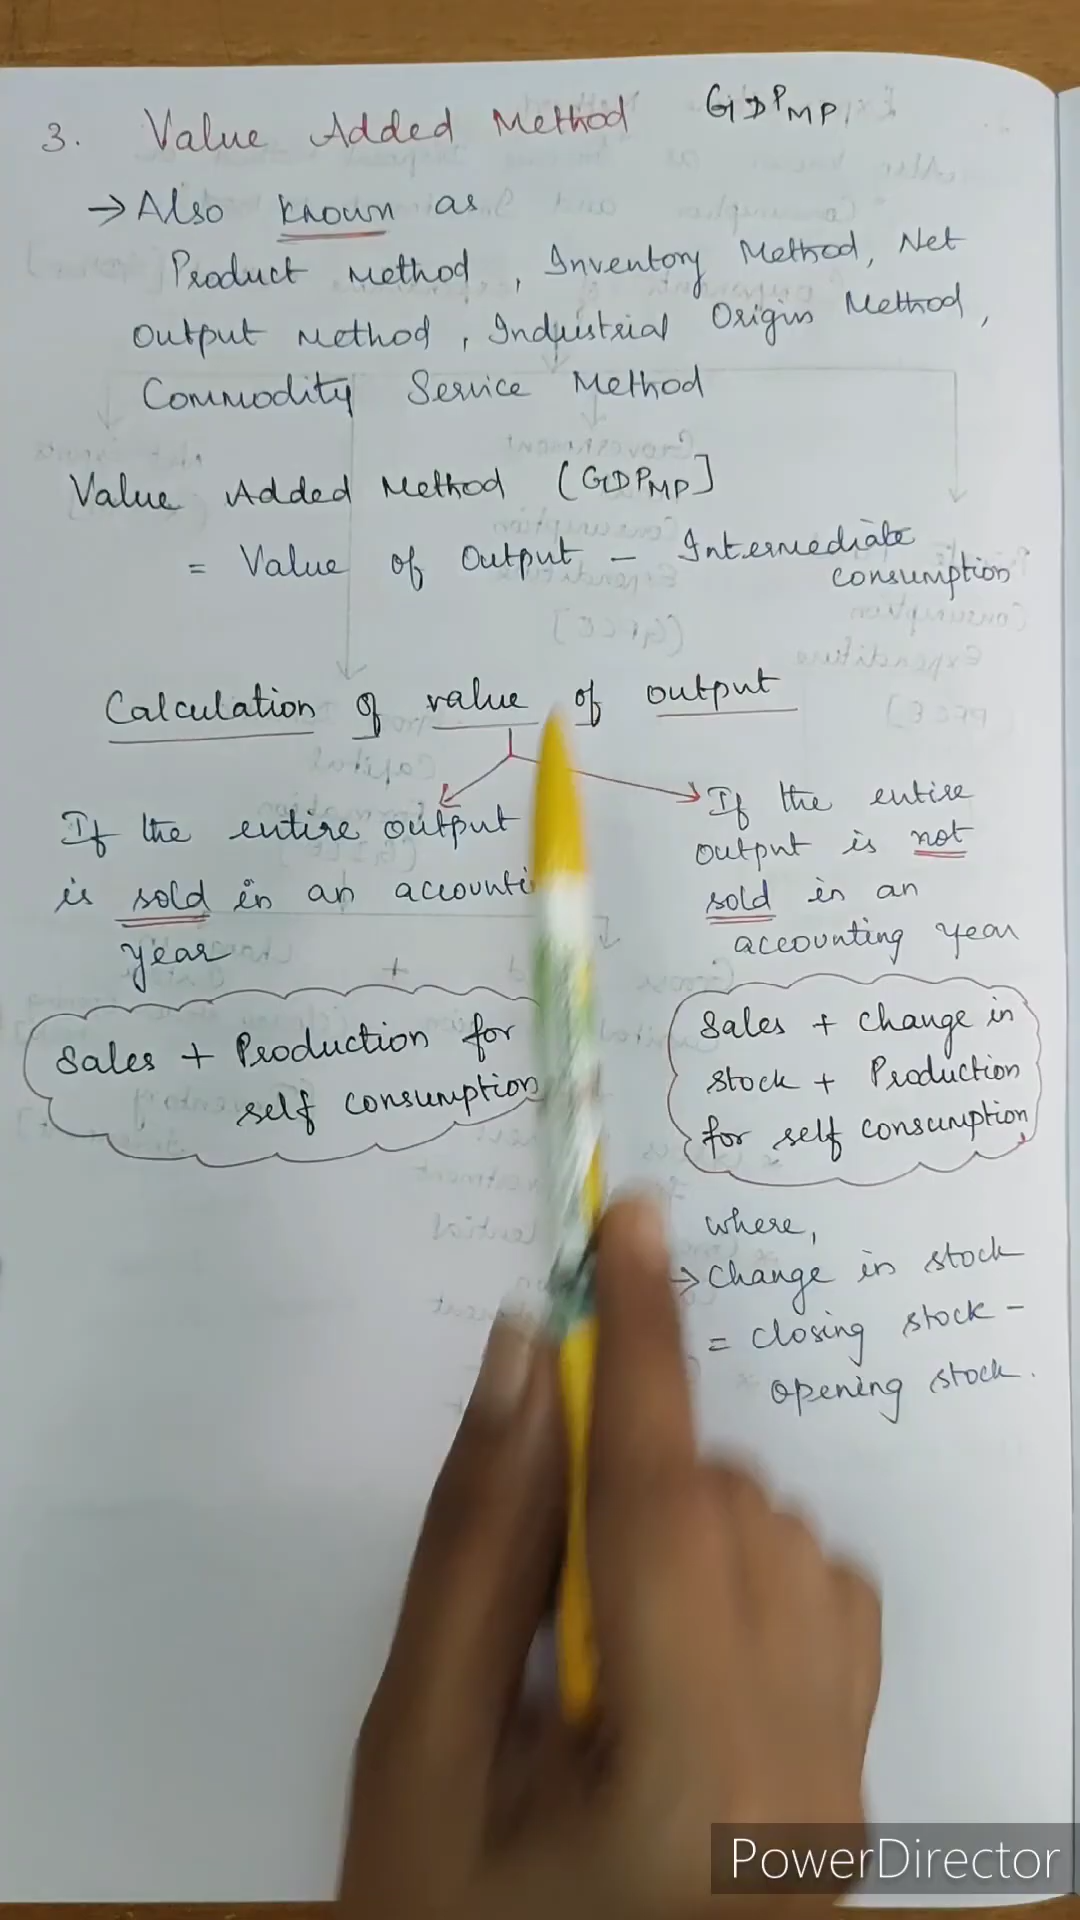 3. Value Added Method GDPMP
→ Also known as
Product Method, Inventory Method, Net
Output Method, Industrial Origin Method,
Commodity Service Method
Value Added Method (GDPMP]
= Value of Output - Intermediate
consumption
Calculation of value of output
If the entire output
is sold in an
year
Sales + Production for
self consumption
If the entire
output is not
sold in an
accounting year
Sales + Change in
stock + Production
for self consumption
where,
→ Change in stock
= closing stock -
opening stock.
PowerDirector